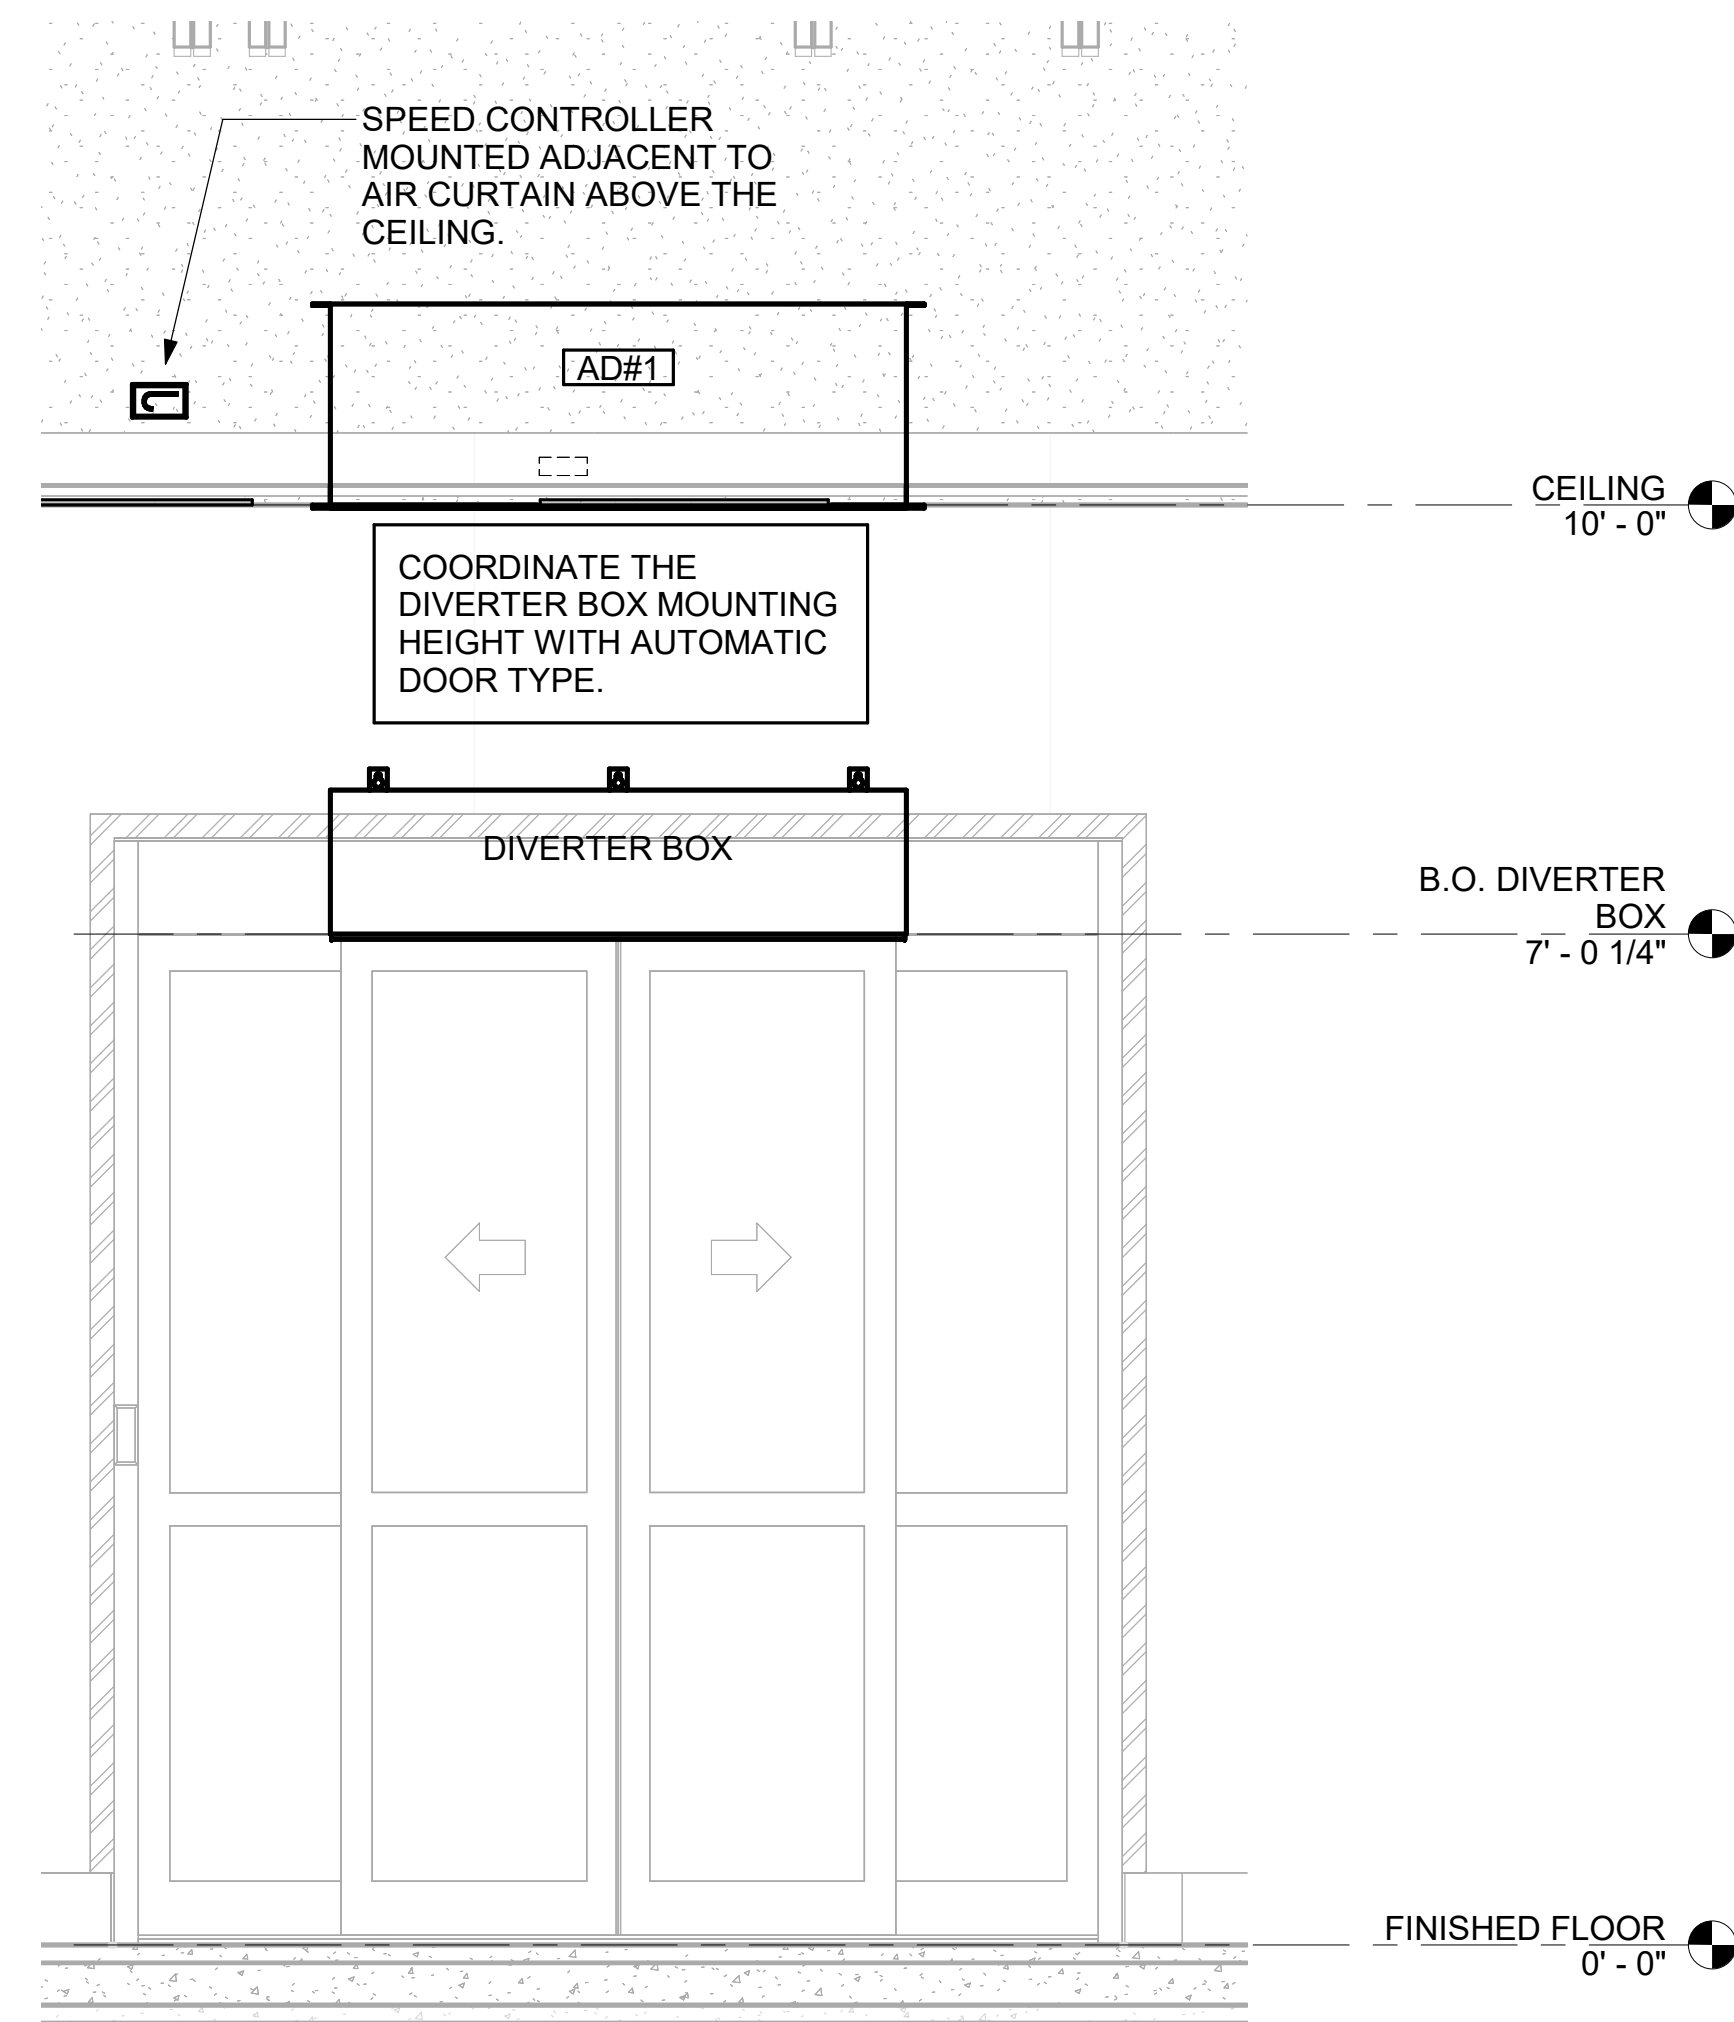 SPEED CONTROLLER
MOUNTED ADJACENT TO
AIR CURTAIN ABOVE THE
CEILING.
AD#1
CEILING
10' - 0"
COORDINATE THE
DIVERTER BOX MOUNTING
HEIGHT WITH AUTOMATIC
DOOR TYPE.
DIVERTER BOX
B.O. DIVERTER
BOX
7' - 0 1/4"
FINISHED FLOOR
0' - 0"